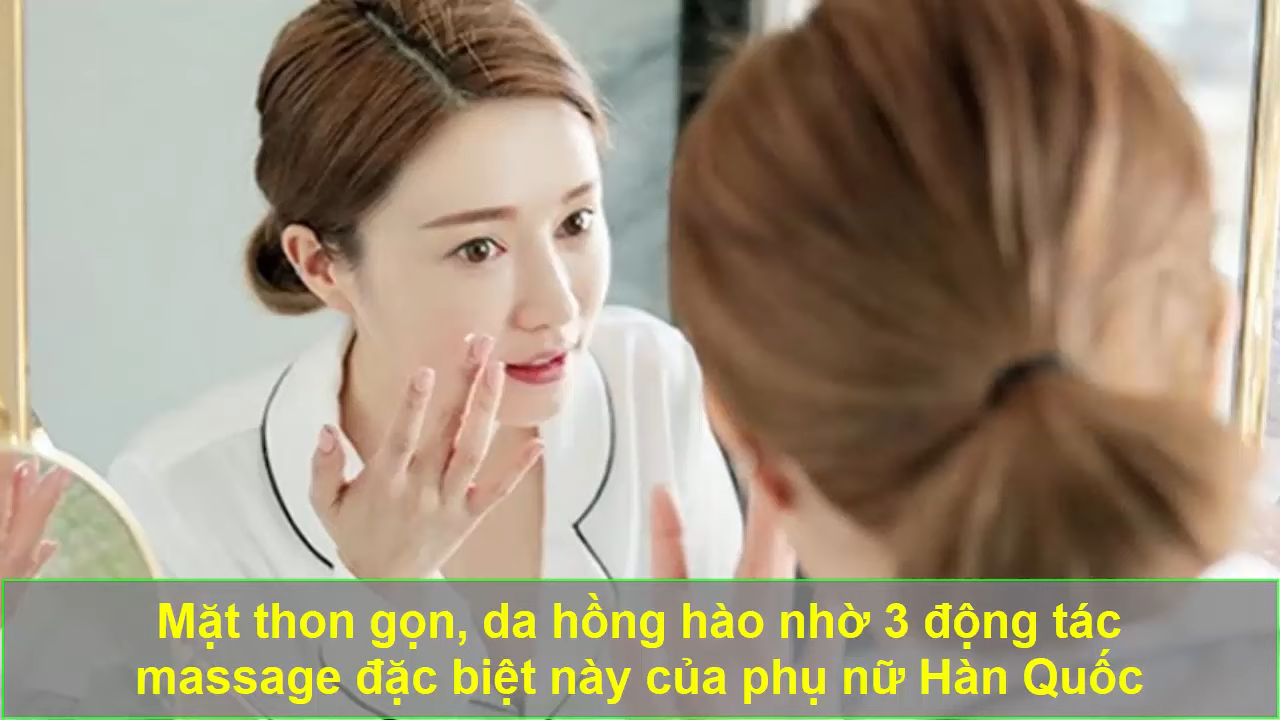 Mặt thon gọn, da hồng hào nhờ 3 động tác
massage đặc biệt này của phụ nữ Hàn Quốc